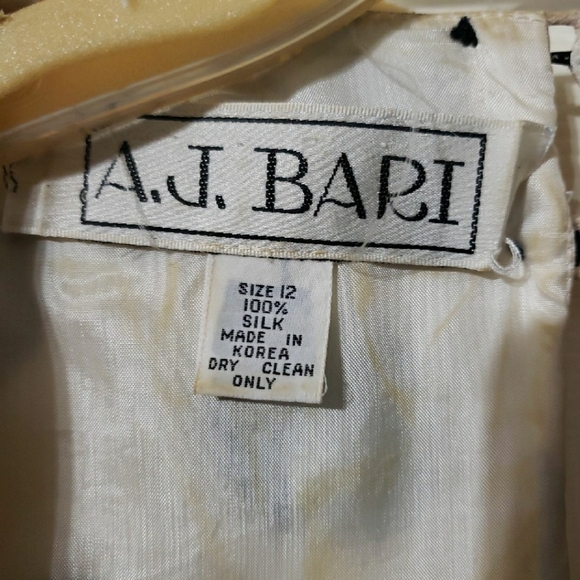 A.J. BARI
SIZE 12
100%
SILK
MADE IN
KOREA
DRY CLEAN
ONLY